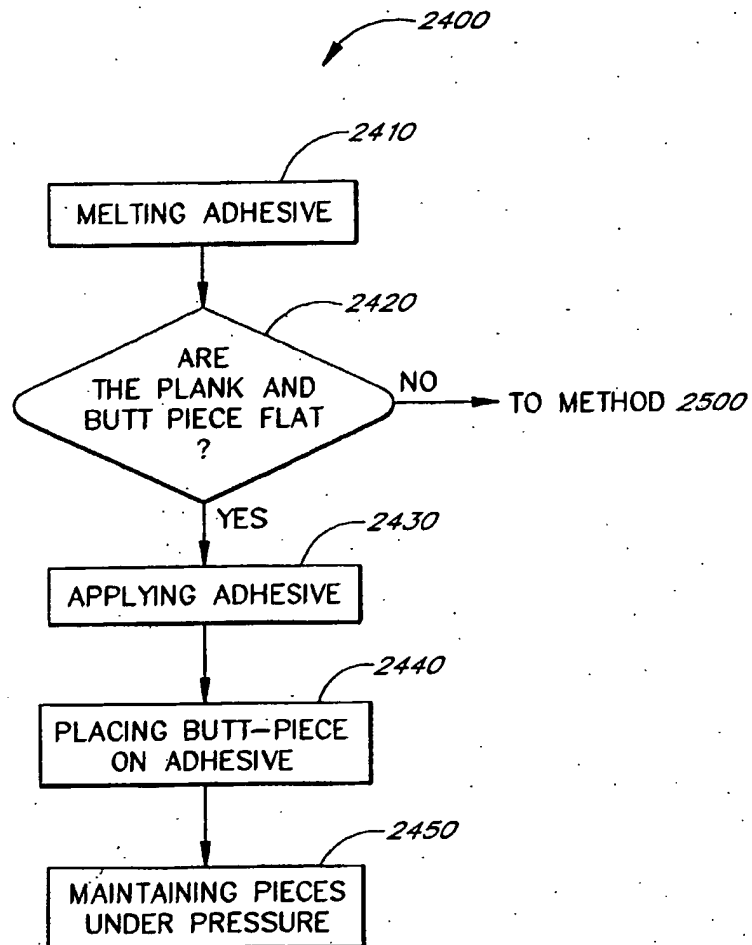 2400
2410
MELTING ADHESIVE
2420
ARE
THE PLANK AND
BUTT PIECE FLAT
?
NO
TO METHOD 2500
YES
2430
APPLYING ADHESIVE
2440
PLACING BUTT-PIECE
ON ADHESIVE
2450
MAINTAINING PIECES
UNDER PRESSURE